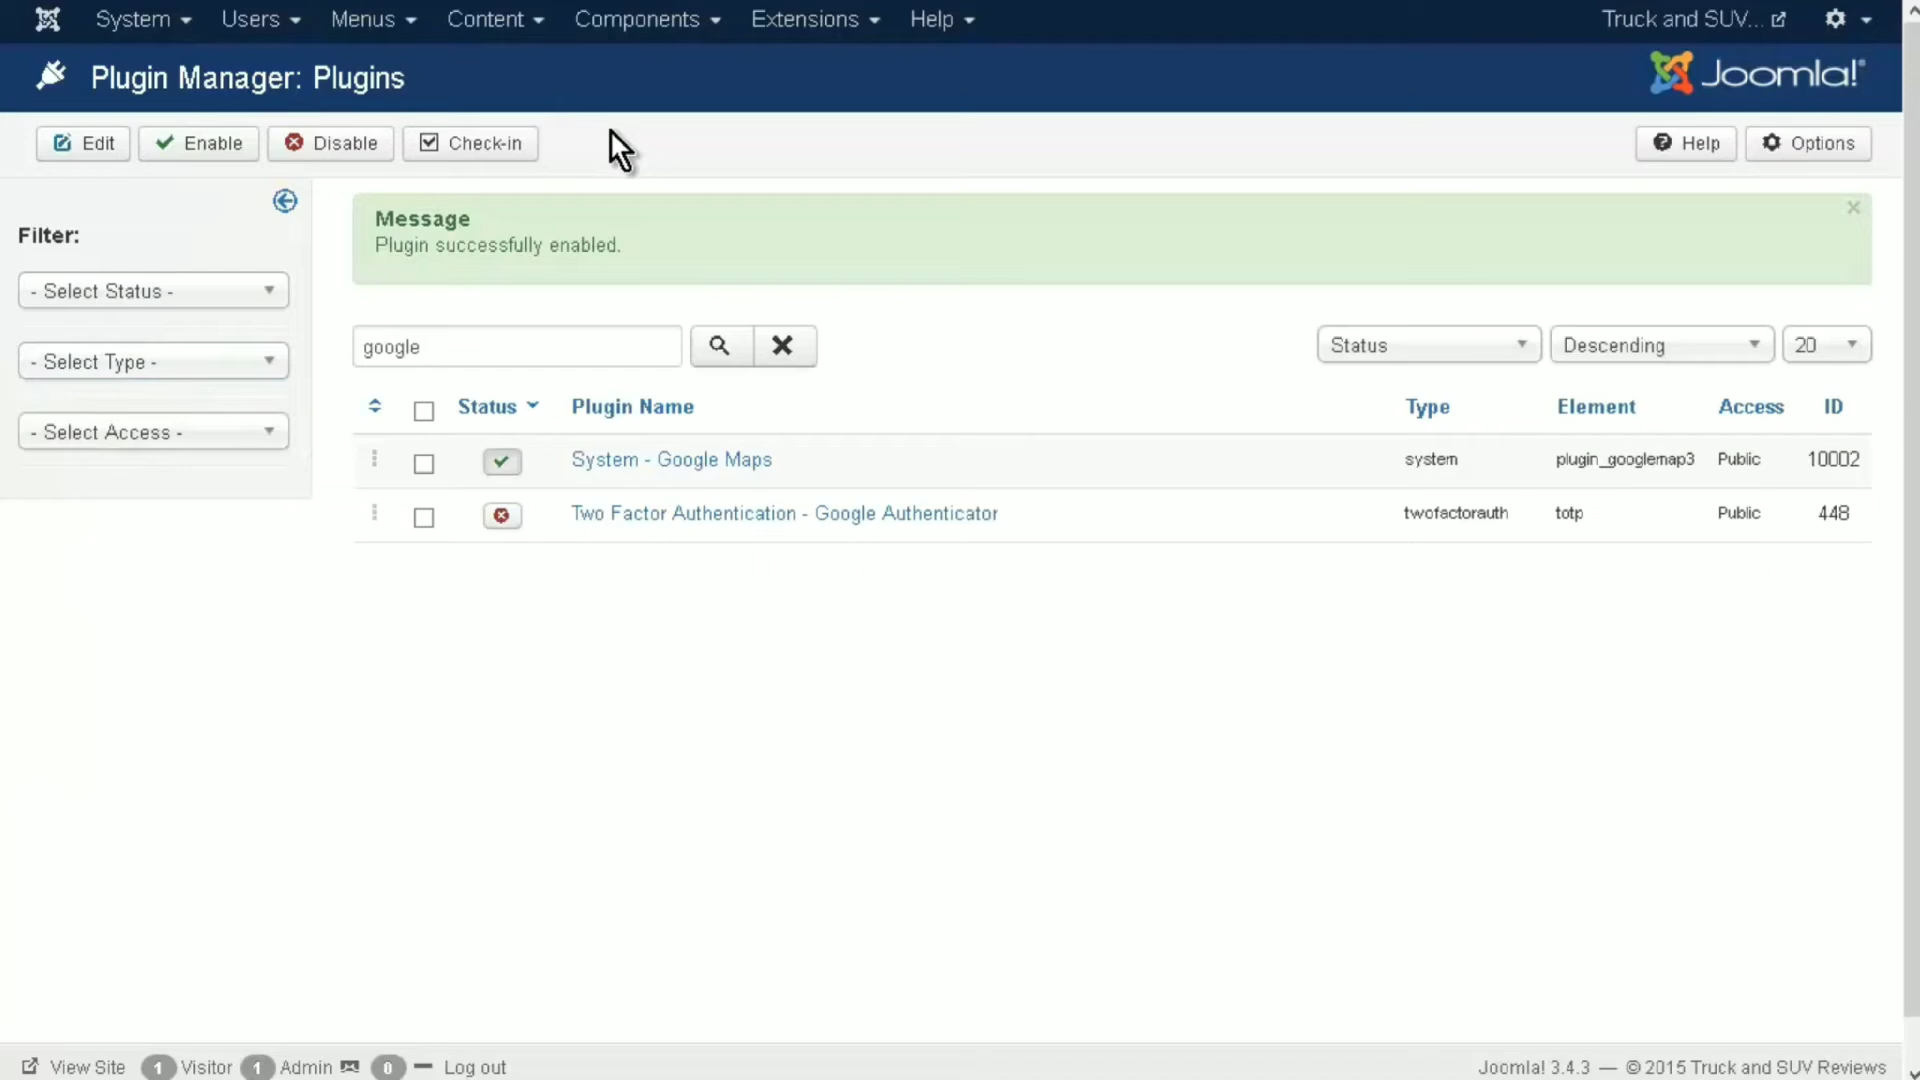 System Users Menus Content Components Extensions Help Truck and SUV...
Plugin Manager: Plugins Joomla!®
Edit Enable Disable Check-in Help Options
Filter:
- Select Status -
- Select Type -
- Select Access -
Message
Plugin successfully enabled.
google Status Descending 20
Status Plugin Name Type Element Access ID
System - Google Maps system plugin_googlemap3 Public 10002
Two Factor Authentication - Google Authenticator twofactorauth totp Public 448
View Site 1 Visitor 1 Admin 0 Log out Joomla! 3.4.3 — © 2015 Truck and SUV Reviews